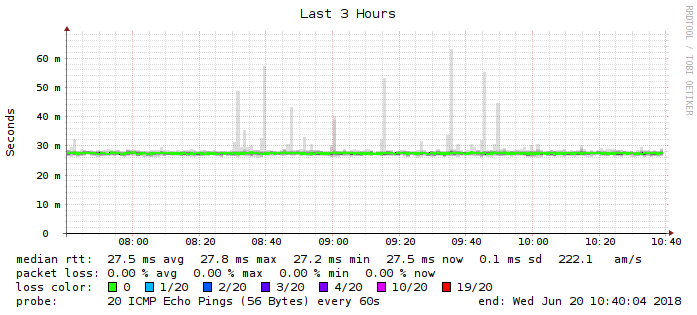 Last 3 Hours
RRDTOOL / TOBI OETIKER
Seconds
60 m
50 m
40 m
30 m
20 m
10 m
0
08:00 08:20 08:40 09:00 09:20 09:40 10:00 10:20 10:40
median rtt: 27.5 ms avg 27.8 ms max 27.2 ms min 27.5 ms now 0.1 ms sd 222.1 am/s
packet loss: 0.00 % avg 0.00 % max 0.00 % min 0.00 % now
loss color: 0 1/20 2/20 3/20 4/20 10/20 19/20
probe: 20 ICMP Echo Pings (56 Bytes) every 60s end: Wed Jun 20 10:40:04 2018